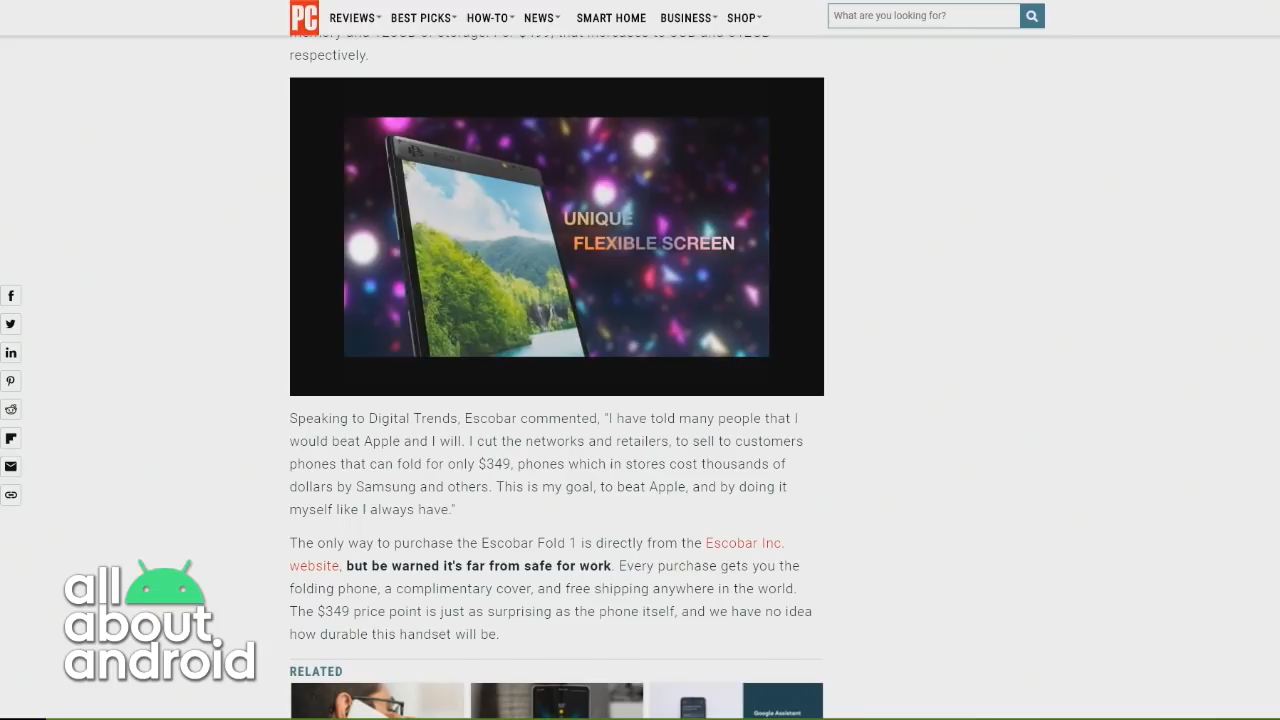 PC
REVIEWS BEST PICKS HOW-TO NEWS SMART HOME BUSINESS SHOP
What are you looking for?
respectively.
UNIQUE
FLEXIBLE SCREEN
Speaking to Digital Trends, Escobar commented, "I have told many people that I
would beat Apple and I will. I cut the networks and retailers, to sell to customers
phones that can fold for only $349, phones which in stores cost thousands of
dollars by Samsung and others. This is my goal, to beat Apple, and by doing it
myself like I always have."
The only way to purchase the Escobar Fold 1 is directly from the Escobar Inc.
website, but be warned it's far from safe for work. Every purchase gets you the
folding phone, a complimentary cover, and free shipping anywhere in the world.
The $349 price point is just as surprising as the phone itself, and we have no idea
how durable this handset will be.
RELATED
Google Assistant
all
about
android